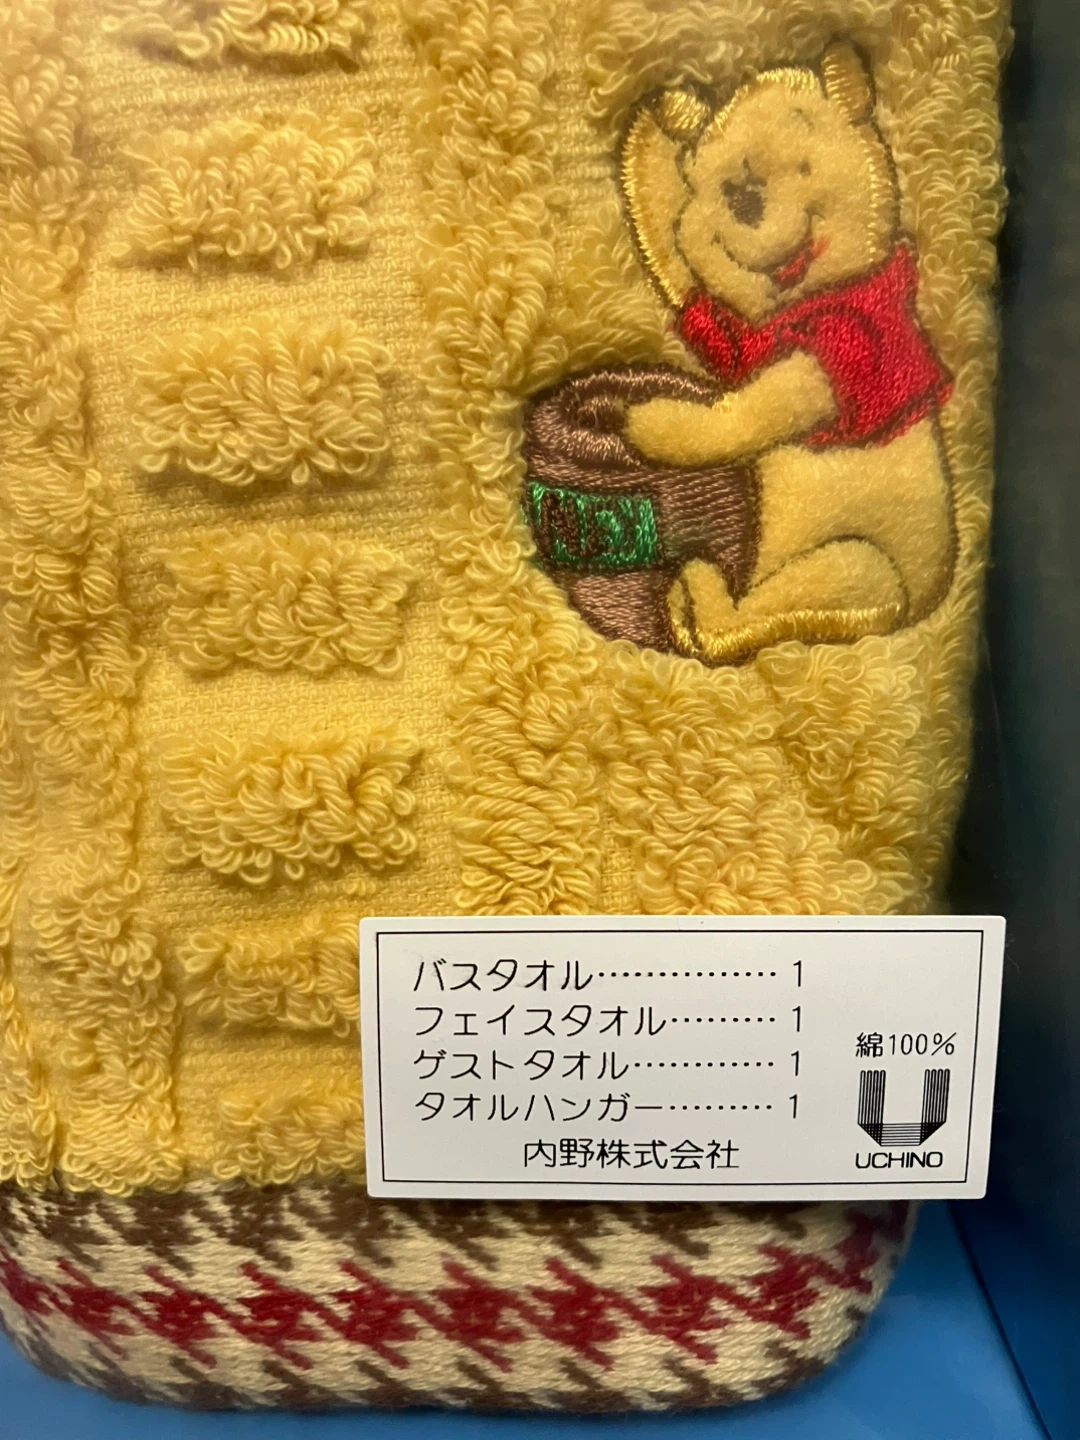 バスタオル…………… 1
フェイスタオル……… 1
ゲストタオル………… 1
タオルハンガー……… 1
内野株式会社
綿100%
UCHINO